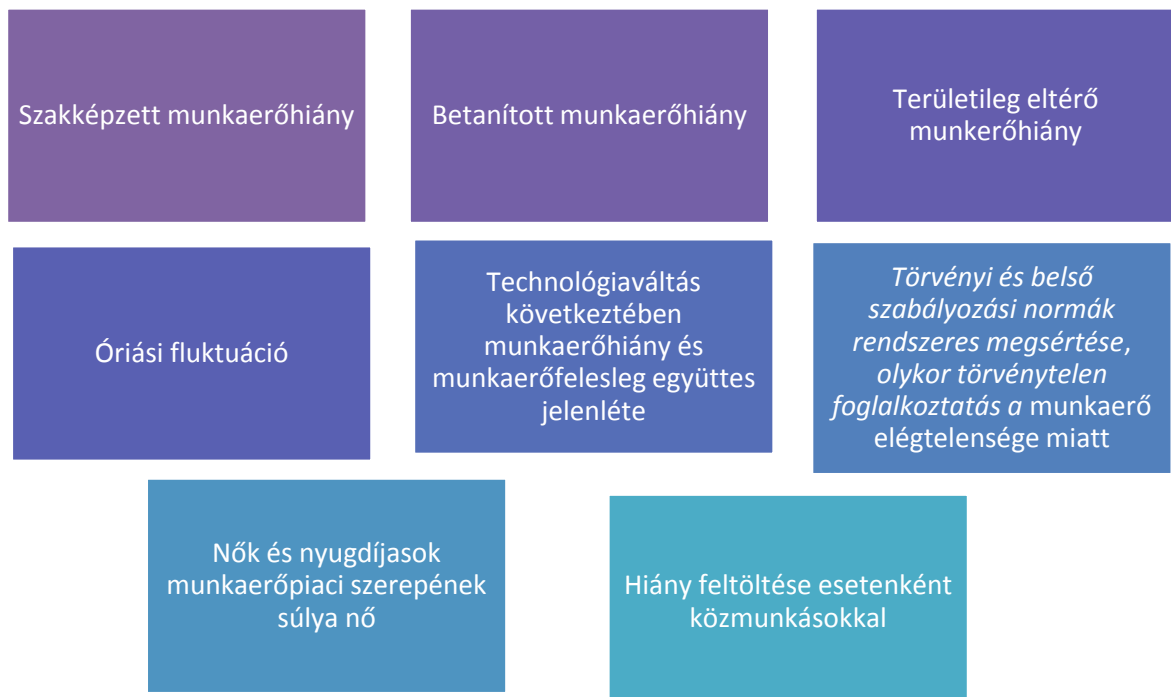 Szakképzett munkaerőhiány
Betanított munkaerőhiány
Területileg eltérő
munkerőhiány
Óriási fluktuáció
Technológiaváltás
következtében
munkaerőhiány és
munkaerőfelesleg együttes
jelenléte
Törvényi és belső
szabályozási normák
rendszeres megsértése,
olykor törvénytelen
foglalkoztatás a munkaerő
elégtelensége miatt
Nők és nyugdíjasok
munkaerőpiaci szerepének
súlya nő
Hiány feltöltése esetenként
közmunkásokkal